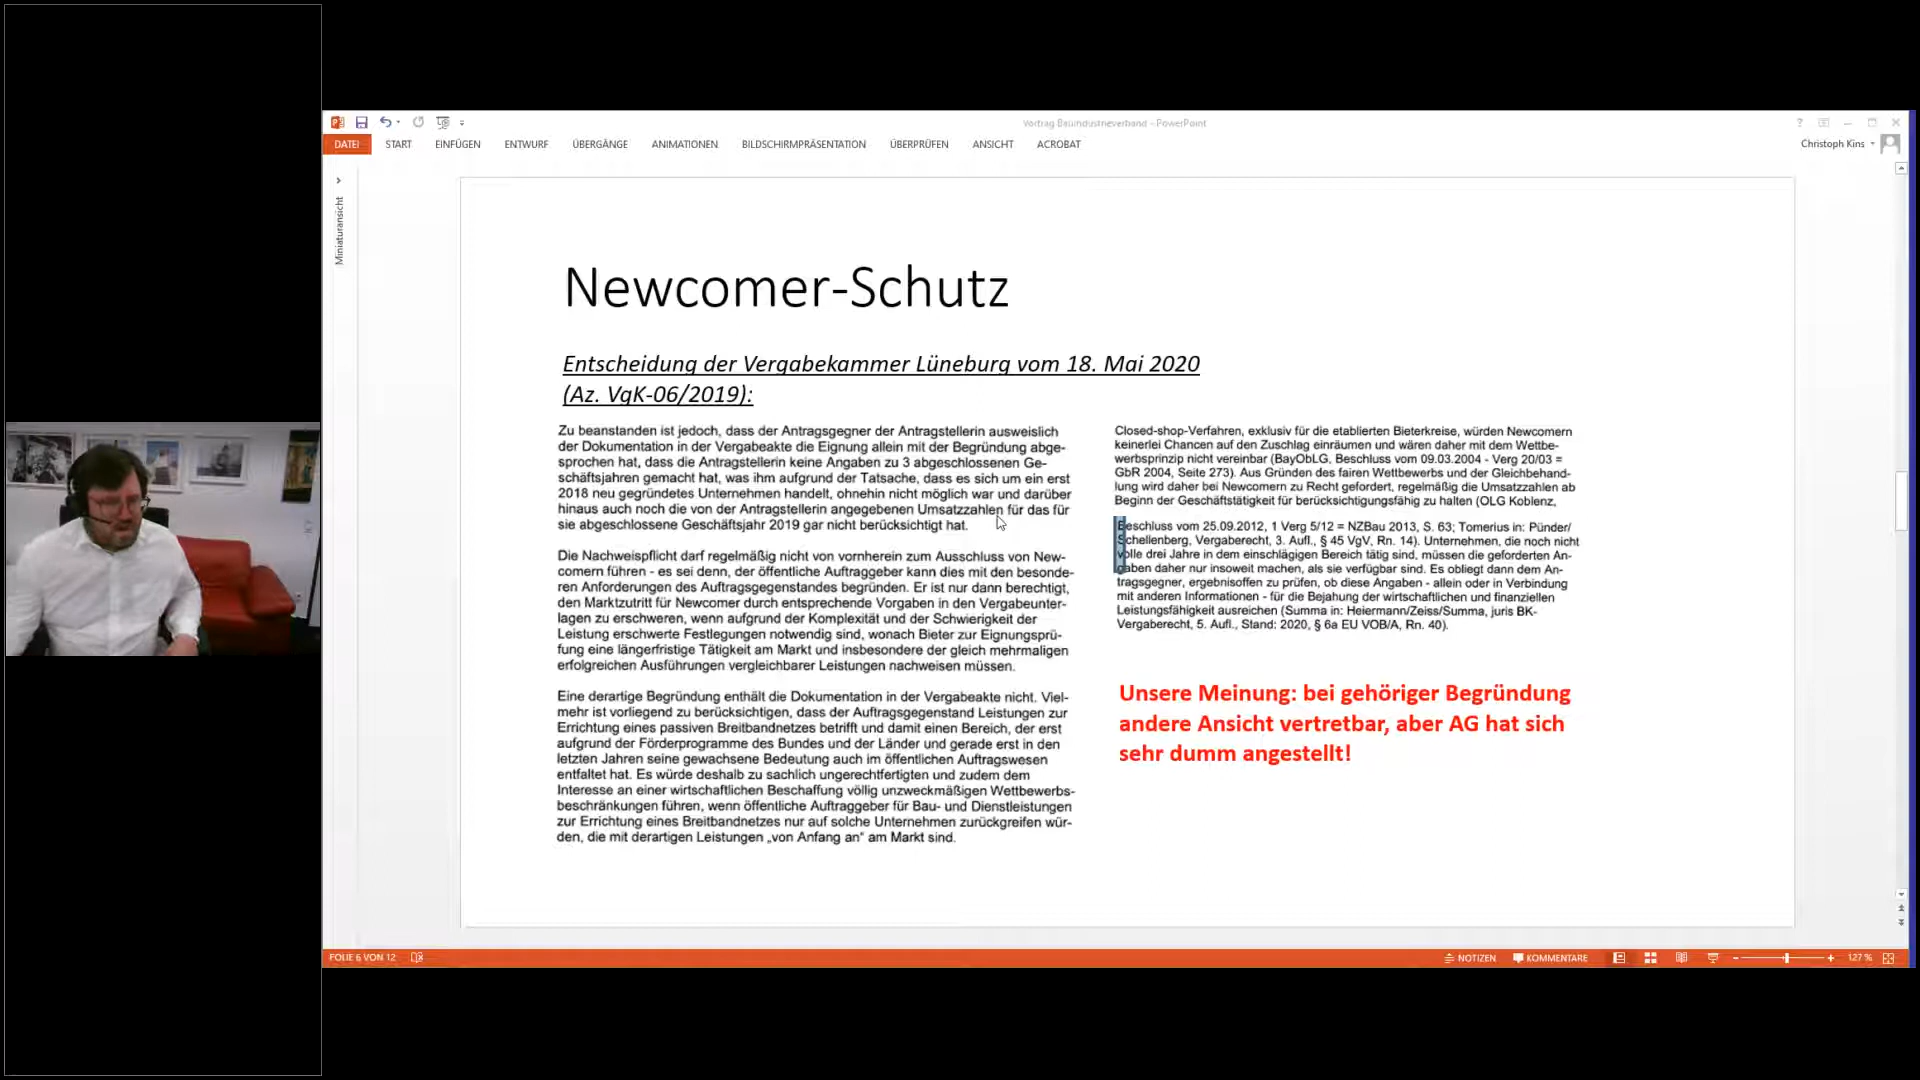 Vortrag Bauindustrieverband - PowerPoint
DATEI START EINFÜGEN ENTWURF ÜBERGÄNGE ANIMATIONEN BILDSCHIRMPRÄSENTATION ÜBERPRÜFEN ANSICHT ACROBAT
Christoph Kins
Miniaturansicht
Newcomer-Schutz
Entscheidung der Vergabekammer Lüneburg vom 18. Mai 2020
(Az. VgK-06/2019):
Zu beanstanden ist jedoch, dass der Antragsgegner der Antragstellerin ausweislich
der Dokumentation in der Vergabeakte die Eignung allein mit der Begründung abge-
sprochen hat, dass die Antragstellerin keine Angaben zu 3 abgeschlossenen Ge-
schäftsjahren gemacht hat, was ihm aufgrund der Tatsache, dass es sich um ein erst
2018 neu gegründetes Unternehmen handelt, ohnehin nicht möglich war und darüber
hinaus auch noch die von der Antragstellerin angegebenen Umsatzzahlen für das für
sie abgeschlossene Geschäftsjahr 2019 gar nicht berücksichtigt hat.
Die Nachweispflicht darf regelmäßig nicht von vornherein zum Ausschluss von New-
comern führen - es sei denn, der öffentliche Auftraggeber kann dies mit den besonde-
ren Anforderungen des Auftragsgegenstandes begründen. Er ist nur dann berechtigt,
den Marktzutritt für Newcomer durch entsprechende Vorgaben in den Vergabeunter-
lagen zu erschweren, wenn aufgrund der Komplexität und der Schwierigkeit der
Leistung erschwerte Festlegungen notwendig sind, wonach Bieter zur Eignungsprü-
fung eine längerfristige Tätigkeit am Markt und insbesondere der gleich mehrmaligen
erfolgreichen Ausführungen vergleichbarer Leistungen nachweisen müssen.
Eine derartige Begründung enthält die Dokumentation in der Vergabeakte nicht. Viel-
mehr ist vorliegend zu berücksichtigen, dass der Auftragsgegenstand Leistungen zur
Errichtung eines passiven Breitbandnetzes betrifft und damit einen Bereich, der erst
aufgrund der Förderprogramme des Bundes und der Länder und gerade erst in den
letzten Jahren seine gewachsene Bedeutung auch im öffentlichen Auftragswesen
entfaltet hat. Es würde deshalb zu sachlich ungerechtfertigten und zudem dem
Interesse an einer wirtschaftlichen Beschaffung völlig unzweckmäßigen Wettbewerbs-
beschränkungen führen, wenn öffentliche Auftraggeber für Bau- und Dienstleistungen
zur Errichtung eines Breitbandnetzes nur auf solche Unternehmen zurückgreifen wür-
den, die mit derartigen Leistungen „von Anfang an“ am Markt sind.
Closed-shop-Verfahren, exklusiv für die etablierten Bieterkreise, würden Newcomern
keinerlei Chancen auf den Zuschlag einräumen und wären daher mit dem Wettbe-
werbsprinzip nicht vereinbar (BayObLG, Beschluss vom 09.03.2004 - Verg 20/03 =
GbR 2004, Seite 273). Aus Gründen des fairen Wettbewerbs und der Gleichbehand-
lung wird daher bei Newcomern zu Recht gefordert, regelmäßig die Umsatzzahlen ab
Beginn der Geschäftstätigkeit für berücksichtigungsfähig zu halten (OLG Koblenz,
Beschluss vom 25.09.2012, 1 Verg 5/12 = NZBau 2013, S. 63; Tomerius in: Pünder/
Schellenberg, Vergaberecht, 3. Aufl., § 45 VgV, Rn. 14). Unternehmen, die noch nicht
volle drei Jahre in dem einschlägigen Bereich tätig sind, müssen die geforderten An-
gaben daher nur insoweit machen, als sie verfügbar sind. Es obliegt dann dem An-
tragsgegner, ergebnisoffen zu prüfen, ob diese Angaben - allein oder in Verbindung
mit anderen Informationen - für die Bejahung der wirtschaftlichen und finanziellen
Leistungsfähigkeit ausreichen (Summa in: Heiermann/Zeiss/Summa, juris BK-
Vergaberecht, 5. Aufl., Stand: 2020, § 6a EU VOB/A, Rn. 40).
Unsere Meinung: bei gehöriger Begründung
andere Ansicht vertretbar, aber AG hat sich
sehr dumm angestellt!
FOLIE 6 VON 12 NOTIZEN KOMMENTARE 127 %